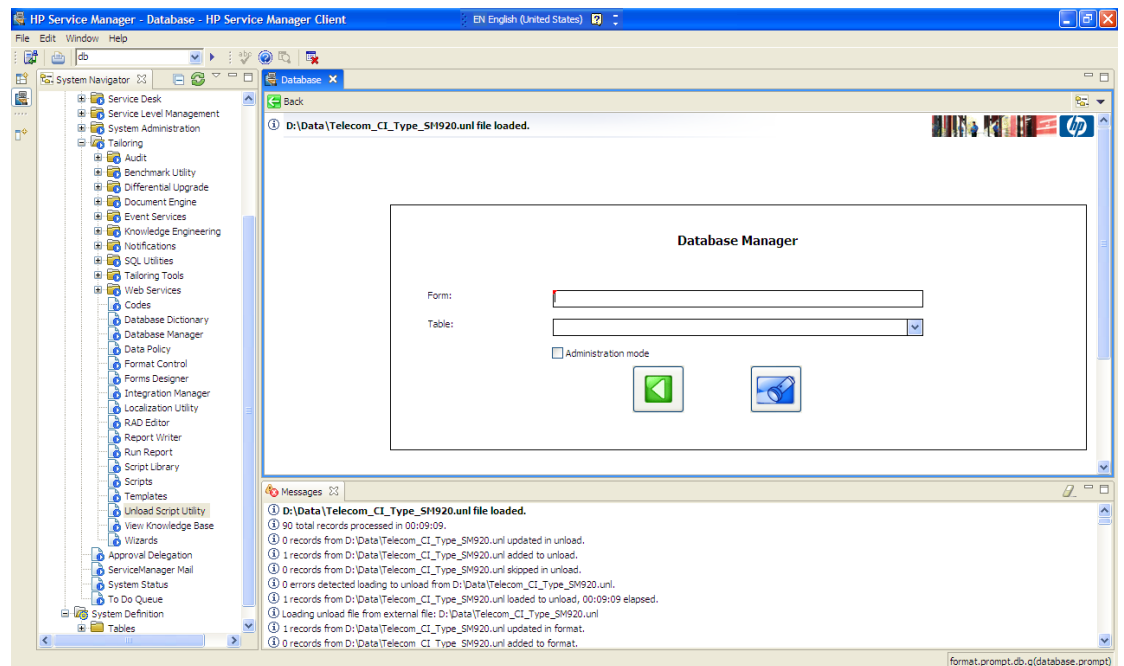 HP Service Manager - Database - HP Service Manager Client
EN English (United States)
File Edit Window Help
db
System Navigator
Service Desk
Service Level Management
System Administration
Tailoring
Audit
Benchmark Utility
Differential Upgrade
Document Engine
Event Services
Knowledge Engineering
Notifications
SQL Utilities
Tailoring Tools
Web Services
Codes
Database Dictionary
Database Manager
Data Policy
Format Control
Forms Designer
Integration Manager
Localization Utility
RAD Editor
Report Writer
Run Report
Script Library
Scripts
Templates
Unload Script Utility
View Knowledge Base
Wizards
Approval Delegation
ServiceManager Mail
System Status
To Do Queue
System Definition
Tables
Database
Back
D:\Data\Telecom_CI_Type_SM920.unl file loaded.
hp
Database Manager
Form:
Table:
Administration mode
Messages
D:\Data\Telecom_CI_Type_SM920.unl file loaded.
90 total records processed in 00:09:09.
0 records from D:\Data\Telecom_CI_Type_SM920.unl updated in unload.
1 records from D:\Data\Telecom_CI_Type_SM920.unl added to unload.
0 records from D:\Data\Telecom_CI_Type_SM920.unl skipped in unload.
0 errors detected loading to unload from D:\Data\Telecom_CI_Type_SM920.unl.
1 records from D:\Data\Telecom_CI_Type_SM920.unl loaded to unload, 00:09:09 elapsed.
Loading unload file from external file: D:\Data\Telecom_CI_Type_SM920.unl
1 records from D:\Data\Telecom_CI_Type_SM920.unl updated in format.
0 records from D:\Data\Telecom_CI_Type_SM920.unl added to format.
format.prompt.db.g(database.prompt)